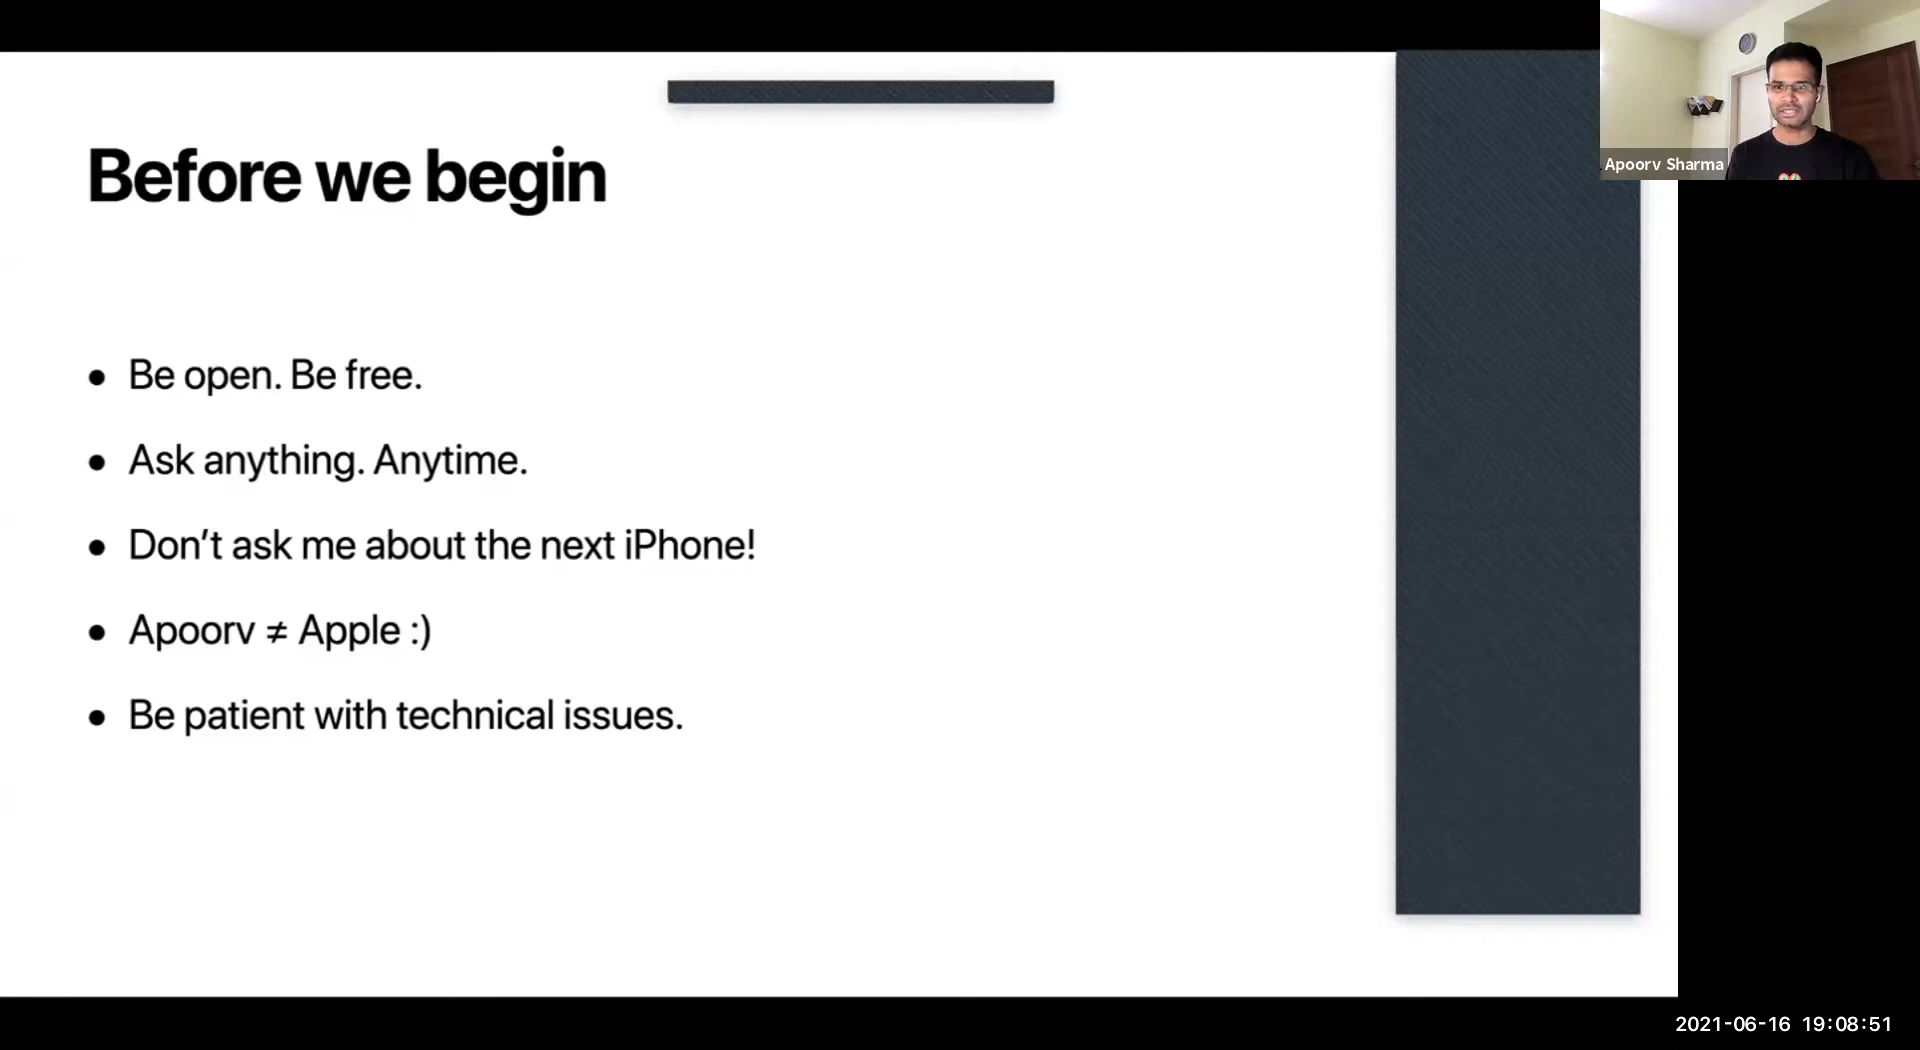 Before we begin
• Be open. Be free.
• Ask anything. Anytime.
• Don’t ask me about the next iPhone!
• Apoorv ≠ Apple :)
• Be patient with technical issues.
Apoorv Sharma
2021-06-16 19:08:51